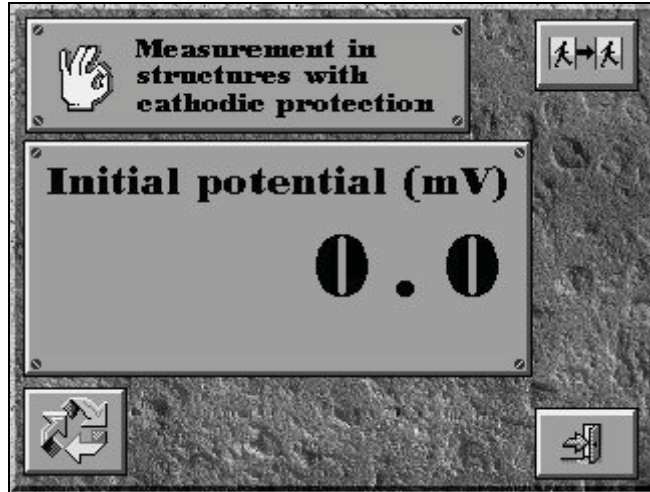 Measurement in
structures with
cathodic protection
Initial potential (mV)
0.0